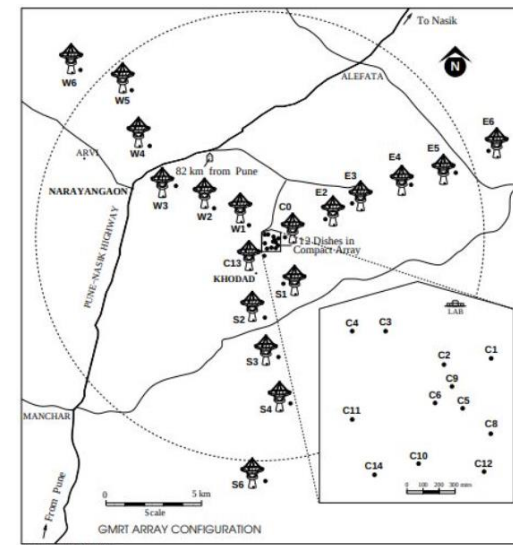 To Nasik
N
ALEFATA
W6
W5
E6
W4
ARVI
E5
E4
82 km from Pune
E3
NARAYANGAON
W3
W2
E2
W1
C0
12 Dishes in
Compact Array
C13
KHODAD
S1
PUNE-NASIK HIGHWAY
S2
LAB
C4
C3
C1
C2
S3
C9
C6
C5
S4
C11
MANCHAR
C8
C10
C14
C12
S6
0 100 200 300 mtrs
From Pune
0
5 km
Scale
GMRT ARRAY CONFIGURATION